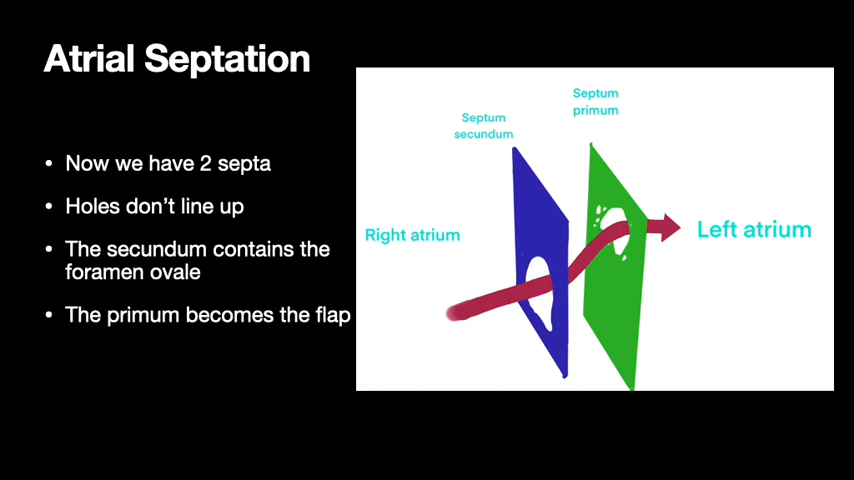 Atrial Septation
• Now we have 2 septa
• Holes don't line up
• The secundum contains the
foramen ovale
• The primum becomes the flap
Septum
secundum
Septum
primum
Right atrium
Left atrium